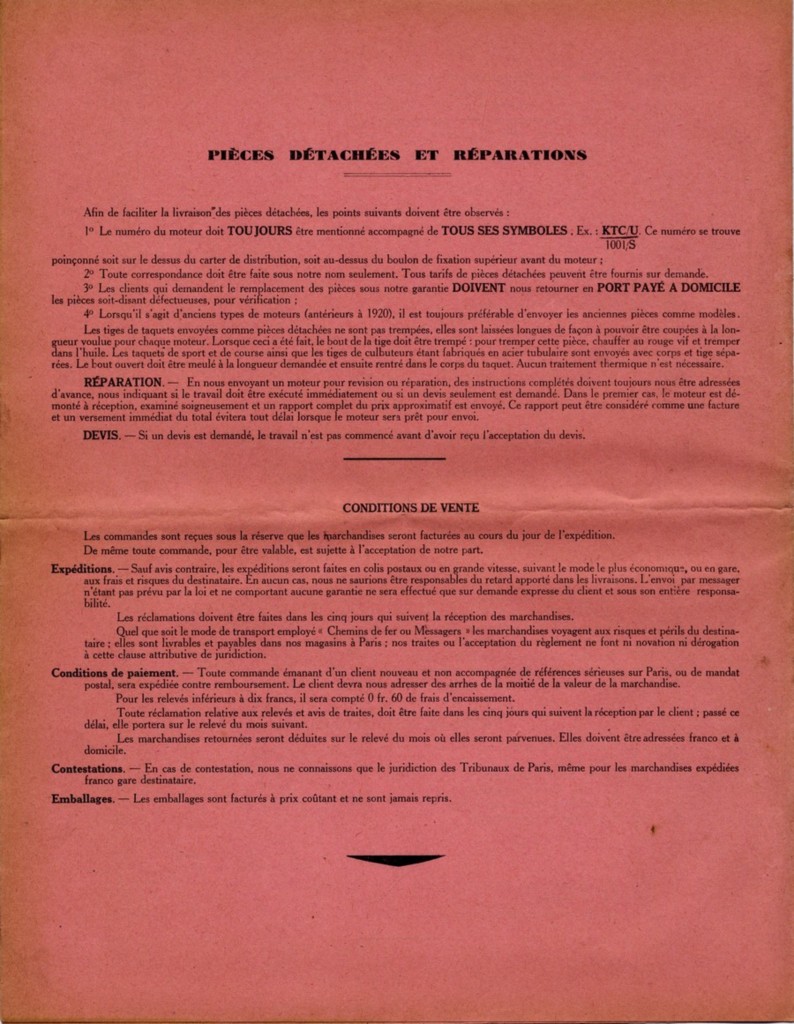 PIÈCES DÉTACHÉES ET RÉPARATIONS
Afin de faciliter la livraison des pièces détachées, les points suivants doivent être observés :
1º Le numéro du moteur doit TOUJOURS être mentionné accompagné de TOUS SES SYMBOLES . Ex. : KTC/U. Ce numéro se trouve
1001/S
poinçonné soit sur le dessus du carter de distribution, soit au-dessus du boulon de fixation supérieur avant du moteur ;
2º Toute correspondance doit être faite sous notre nom seulement. Tous tarifs de pièces détachées peuvent être fournis sur demande.
3º Les clients qui demandent le remplacement des pièces sous notre garantie DOIVENT nous retourner en PORT PAYÉ A DOMICILE
les pièces soit-disant défectueuses, pour vérification ;
4º Lorsqu'il s'agit d'anciens types de moteurs (antérieurs à 1920), il est toujours préférable d'envoyer les anciennes pièces comme modèles.
Les tiges de taquets envoyées comme pièces détachées ne sont pas trempées, elles sont laissées longues de façon à pouvoir être coupées à la lon-
gueur voulue pour chaque moteur. Lorsque ceci a été fait, le bout de la tige doit être trempé : pour tremper cette pièce, chauffer au rouge vif et tremper
dans l'huile. Les taquets de sport et de course ainsi que les tiges de culbuteurs étant fabriqués en acier tubulaire sont envoyés avec corps et tige sépa-
rées. Le bout ouvert doit être meulé à la longueur demandée et ensuite rentré dans le corps du taquet. Aucun traitement thermique n'est nécessaire.
RÉPARATION. — En nous envoyant un moteur pour revision ou réparation, des instructions complétés doivent toujours nous être adressées
d'avance, nous indiquant si le travail doit être exécuté immédiatement ou si un devis seulement est demandé. Dans le premier cas, le moteur est dé-
monté à réception, examiné soigneusement et un rapport complet du prix approximatif est envoyé. Ce rapport peut être considéré comme une facture
et un versement immédiat du total évitera tout délai lorsque le moteur sera prêt pour envoi.
DEVIS. — Si un devis est demandé, le travail n'est pas commencé avant d'avoir reçu l'acceptation du devis.
CONDITIONS DE VENTE
Les commandes sont reçues sous la réserve que les marchandises seront facturées au cours du jour de l'expédition.
De même toute commande, pour être valable, est sujette à l'acceptation de notre part.
Expéditions. — Sauf avis contraire, les expéditions seront faites en colis postaux ou en grande vitesse, suivant le mode le plus économique, ou en gare,
aux frais et risques du destinataire. En aucun cas, nous ne saurions être responsables du retard apporté dans les livraisons. L'envoi par messager
n'étant pas prévu par la loi et ne comportant aucune garantie ne sera effectué que sur demande expresse du client et sous son entière responsa-
bilité.
Les réclamations doivent être faites dans les cinq jours qui suivent la réception des marchandises.
Quel que soit le mode de transport employé « Chemins de fer ou Messagers » les marchandises voyagent aux risques et périls du destina-
taire ; elles sont livrables et payables dans nos magasins à Paris ; nos traites ou l'acceptation du règlement ne font ni novation ni dérogation
à cette clause attributive de juridiction.
Conditions de paiement. — Toute commande émanant d'un client nouveau et non accompagnée de références sérieuses sur Paris, ou de mandat
postal, sera expédiée contre remboursement. Le client devra nous adresser des arrhes de la moitié de la valeur de la marchandise.
Pour les relevés inférieurs à dix francs, il sera compté 0 fr. 60 de frais d'encaissement.
Toute réclamation relative aux relevés et avis de traites, doit être faite dans les cinq jours qui suivent la réception par le client ; passé ce
délai, elle portera sur le relevé du mois suivant.
Les marchandises retournées seront déduites sur le relevé du mois où elles seront parvenues. Elles doivent être adressées franco et à
domicile.
Contestations. — En cas de contestation, nous ne connaissons que le juridiction des Tribunaux de Paris, même pour les marchandises expédiées
franco gare destinataire.
Emballages. — Les emballages sont facturés à prix coûtant et ne sont jamais repris.